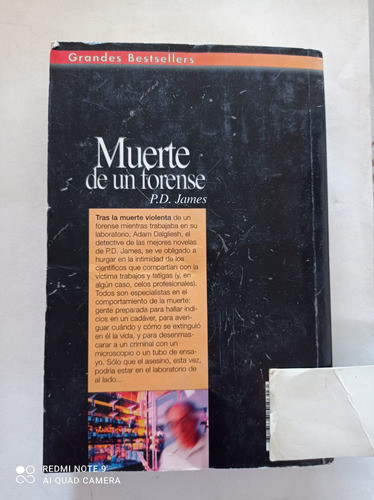 Grandes Bestsellers
Muerte
de un forense
P.D. James
Tras la muerte violenta de un
forense mientras trabajaba en su
laboratorio, Adam Dalgliesh, el
detective de las mejores novelas
de P.D. James, se ve obligado a
hurgar en la intimidad de los
científicos que compartían con la
víctima trabajos y fatigas (y, en
algún caso, celos profesionales).
Todos son especialistas en el
comportamiento de la muerte:
gente preparada para hallar indi-
cios en un cadáver, para averi-
guar cuándo y cómo se extinguió
en él la vida, y para desenmas-
carar a un criminal con un
microscopio o un tubo de ensa-
yo. Sólo que el asesino, esta vez,
podría estar en el laboratorio de
al lado...
REDMI NOTE 9
AI QUAD CAMERA